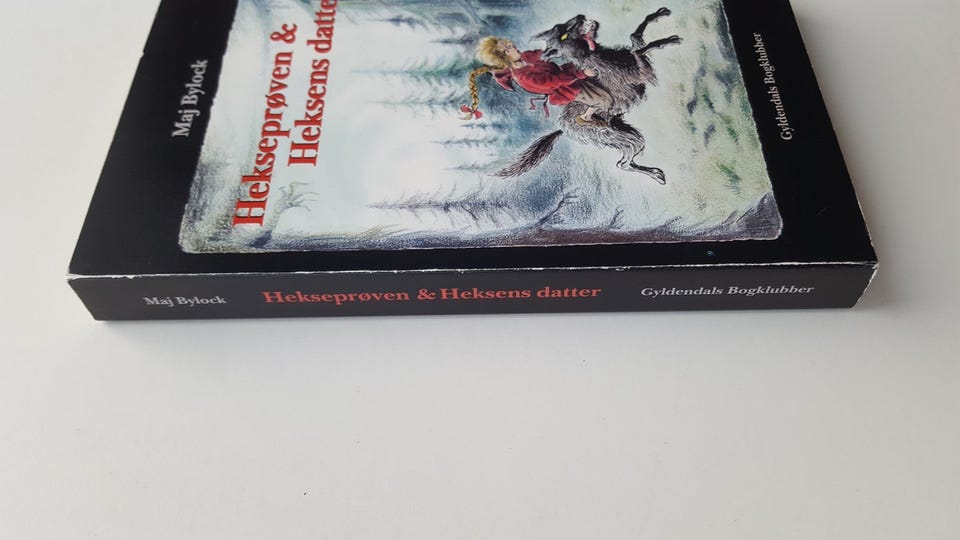 Maj Bylock
Hekseprøven &
Heksens datter
Gyldendals Bogklubber
Maj Bylock Hekseprøven & Heksens datter Gyldendals Bogklubber